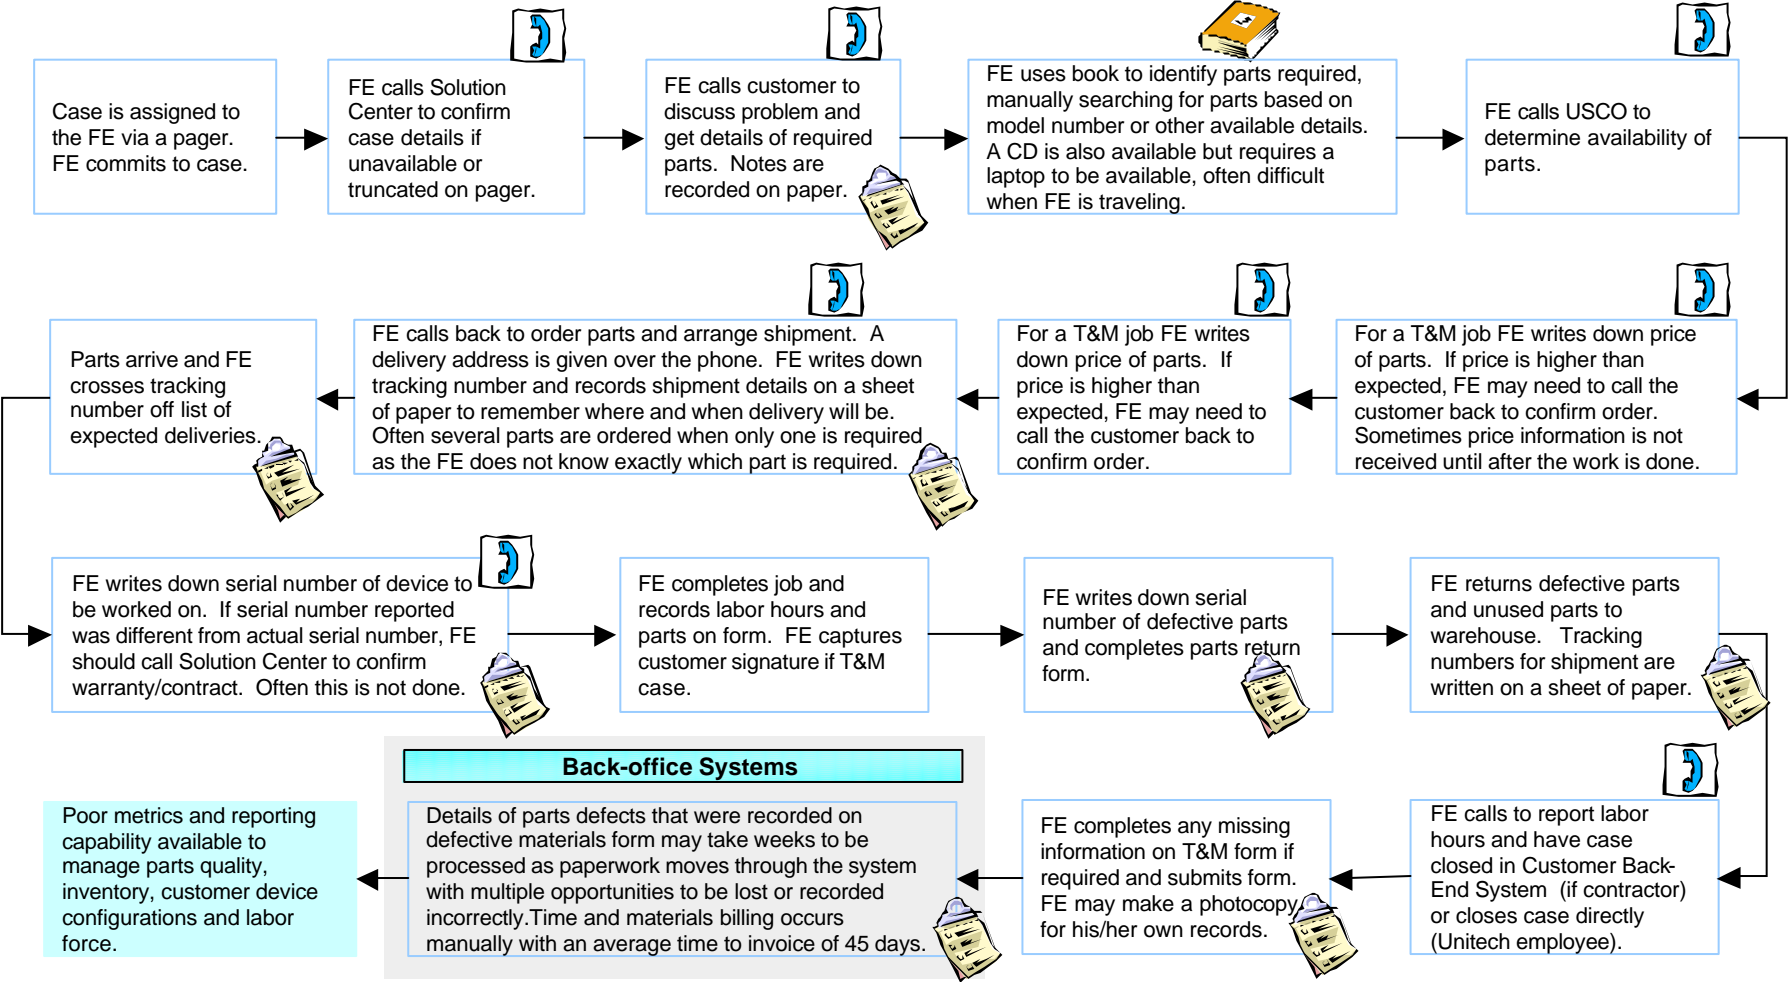 Case is assigned to
the FE via a pager.
FE commits to case.
FE calls Solution
Center to confirm
case details if
unavailable or
truncated on pager.
FE calls customer to
discuss problem and
get details of required
parts.  Notes are
recorded on paper.
FE uses book to identify parts required,
manually searching for parts based on
model number or other available details.
A CD is also available but requires a
laptop to be available, often difficult
when FE is traveling.
FE calls USCO to
determine availability of
parts.
For a T&M job FE writes down price
of parts.  If price is higher than
expected, FE may need to call the
customer back to confirm order.
Sometimes price information is not
received until after the work is done.
For a T&M job FE writes
down price of parts.  If
price is higher than
expected, FE may need to
call the customer back to
confirm order.
FE calls back to order parts and arrange shipment.  A
delivery address is given over the phone.  FE writes down
tracking number and records shipment details on a sheet
of paper to remember where and when delivery will be.
Often several parts are ordered when only one is required
as the FE does not know exactly which part is required.
Parts arrive and FE
crosses tracking
number off list of
expected deliveries.
FE writes down serial number of device to
be worked on.  If serial number reported
was different from actual serial number, FE
should call Solution Center to confirm
warranty/contract.  Often this is not done.
FE completes job and
records labor hours and
parts on form.  FE captures
customer signature if T&M
case.
FE writes down serial
number of defective parts
and completes parts return
form.
FE returns defective parts
and unused parts to
warehouse.   Tracking
numbers for shipment are
written on a sheet of paper.
FE calls to report labor
hours and have case
closed in Customer Back-
End System  (if contractor)
or closes case directly
(Unitech employee).
FE completes any missing
information on T&M form if
required and submits form.
FE may make a photocopy
for his/her own records.
Back-office Systems
Details of parts defects that were recorded on
defective materials form may take weeks to be
processed as paperwork moves through the system
with multiple opportunities to be lost or recorded
incorrectly.Time and materials billing occurs
manually with an average time to invoice of 45 days.
Poor metrics and reporting
capability available to
manage parts quality,
inventory, customer device
configurations and labor
force.